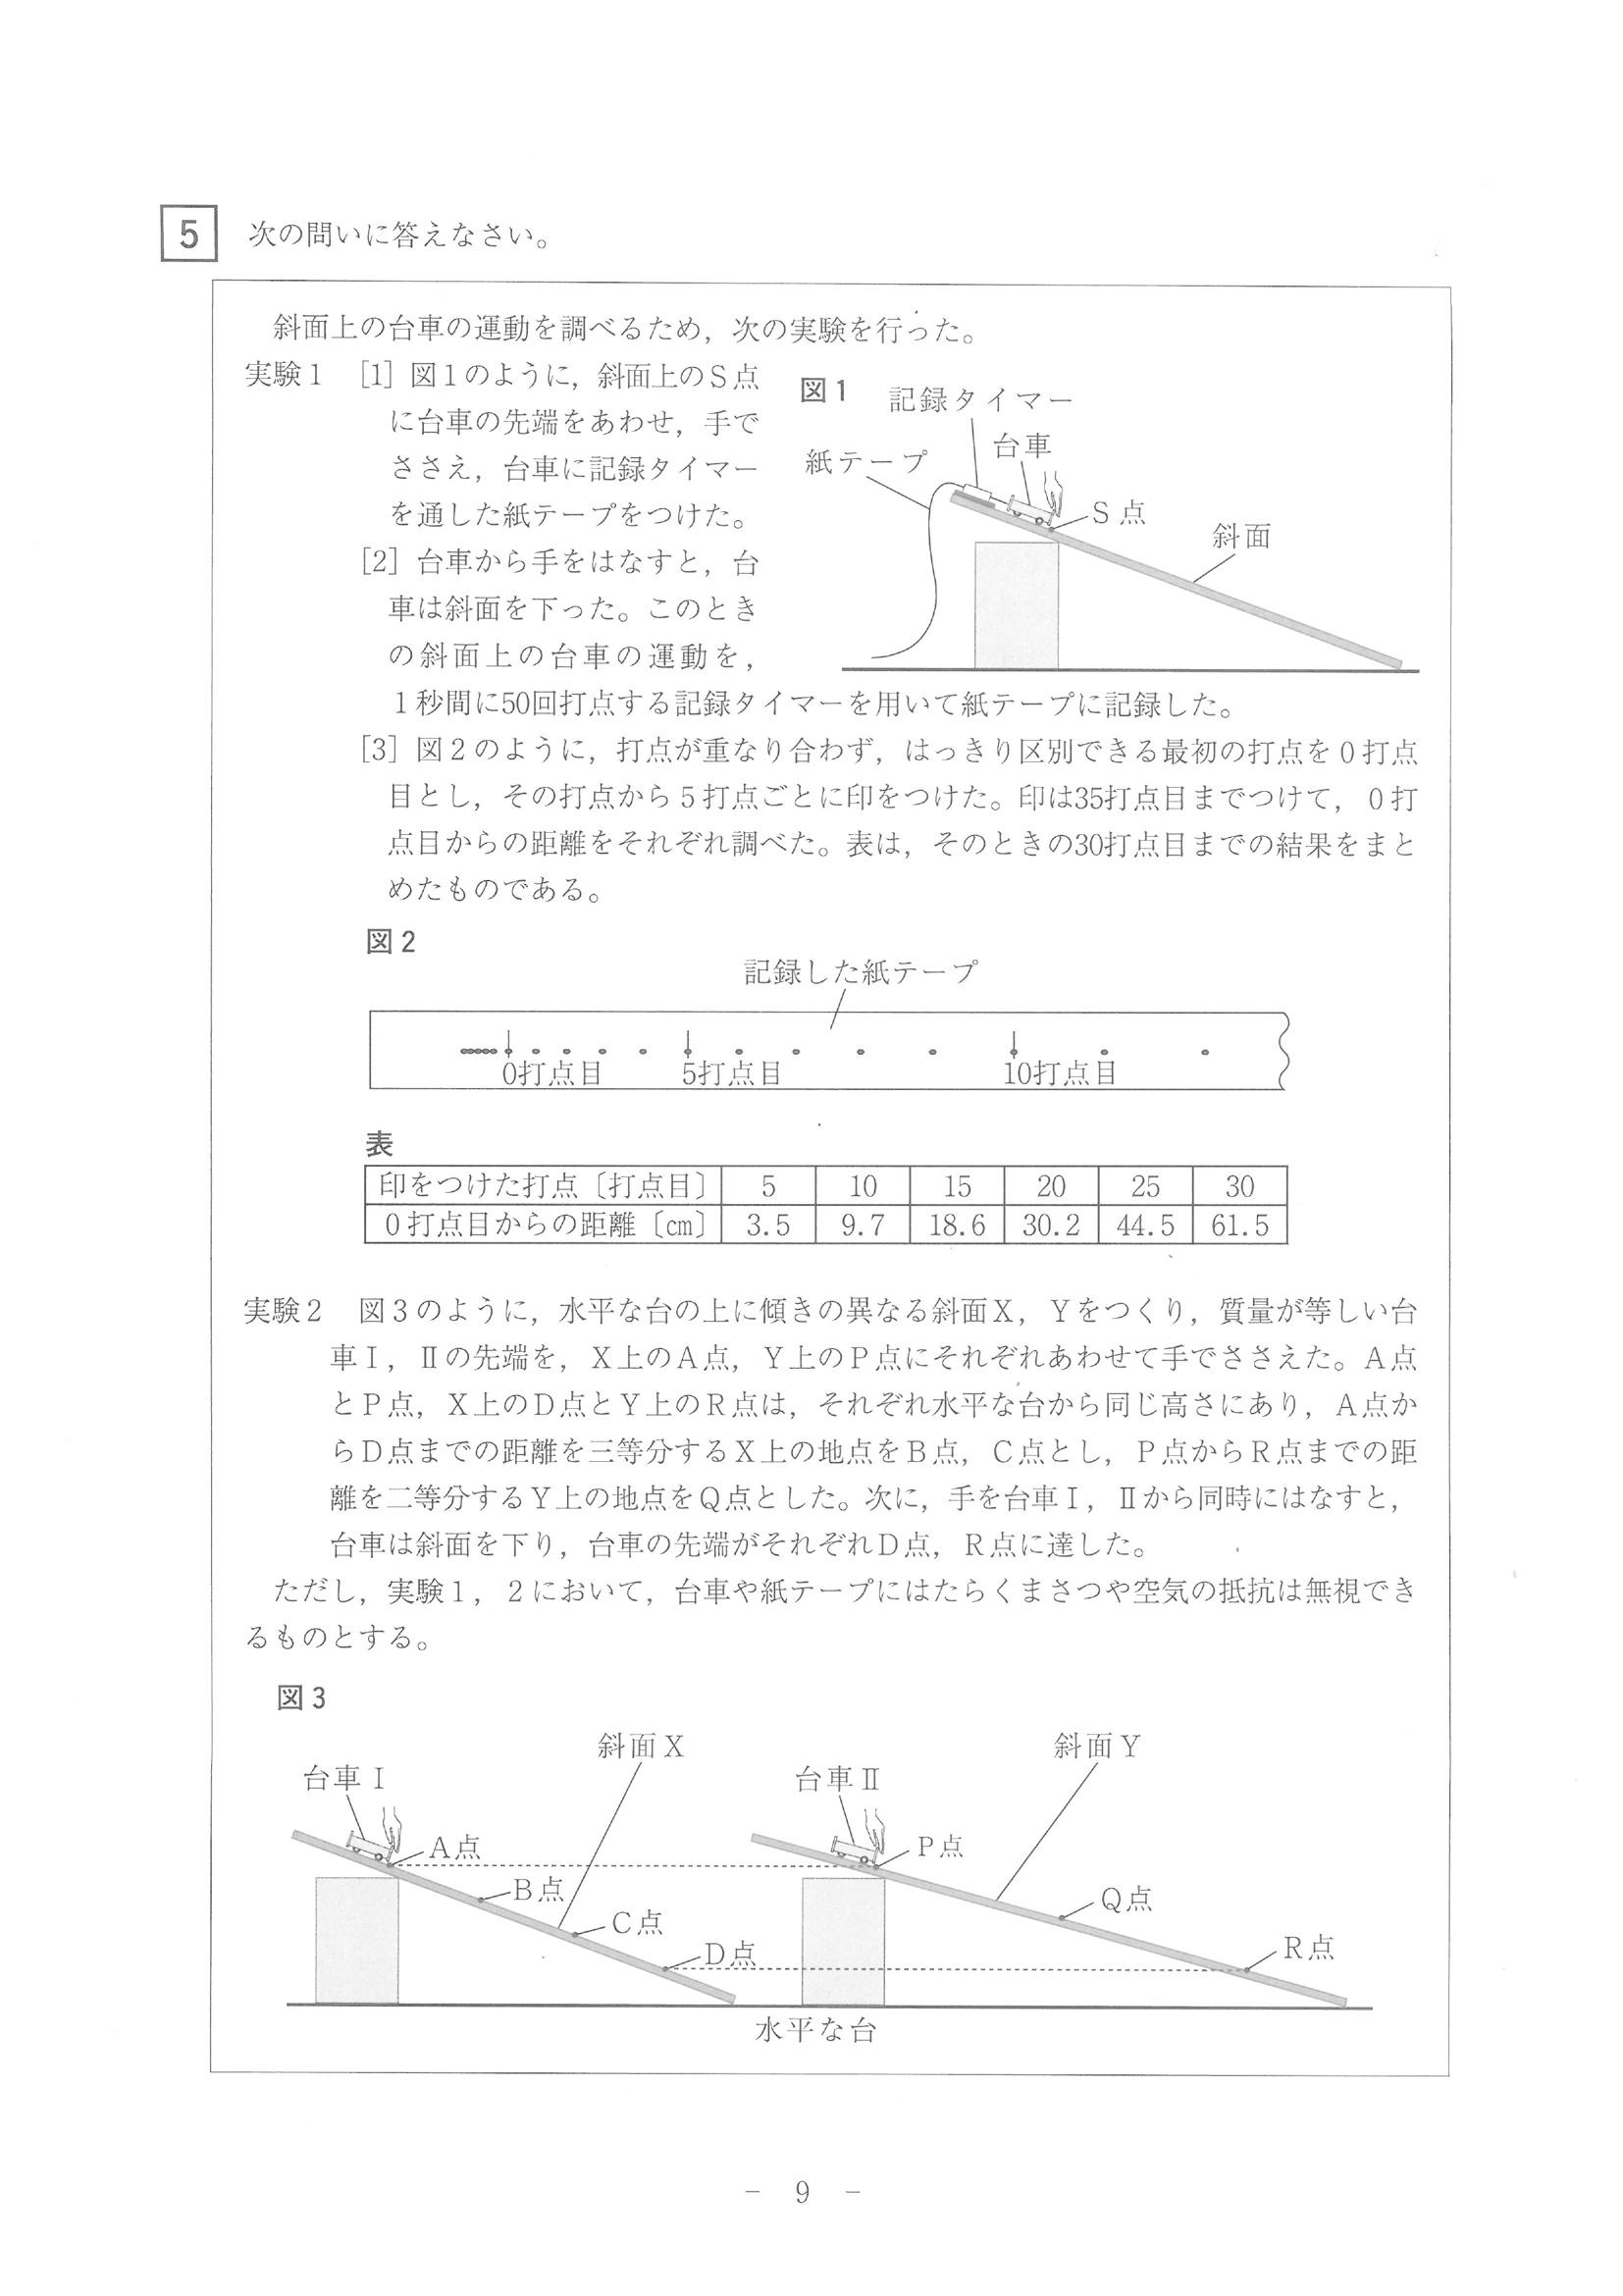 5 次の問いに答えなさい。
斜面上の台車の運動を調べるため，次の実験を行った。
実験1 [1] 図1のように，斜面上のS点
に台車の先端をあわせ，手で
ささえ，台車に記録タイマー
を通した紙テープをつけた。
[2] 台車から手をはなすと，台
車は斜面を下った。このとき
の斜面上の台車の運動を，
1秒間に50回打点する記録タイマーを用いて紙テープに記録した。
図1
記録タイマー
台車
紙テープ
S点
斜面
[3] 図2のように，打点が重なり合わず，はっきり区別できる最初の打点を0打点
目とし，その打点から5打点ごとに印をつけた。印は35打点目までつけて，0打
点目からの距離をそれぞれ調べた。表は，そのときの30打点目までの結果をまと
めたものである。
図2
記録した紙テープ
0打点目 5打点目 10打点目
表
印をつけた打点〔打点目〕 5 10 15 20 25 30
0打点目からの距離〔cm〕 3.5 9.7 18.6 30.2 44.5 61.5
実験2 図3のように，水平な台の上に傾きの異なる斜面X，Yをつくり，質量が等しい台
車Ⅰ，Ⅱの先端を，X上のA点，Y上のP点にそれぞれあわせて手でささえた。A点
とP点，X上のD点とY上のR点は，それぞれ水平な台から同じ高さにあり，A点か
らD点までの距離を三等分するX上の地点をB点，C点とし，P点からR点までの距
離を二等分するY上の地点をQ点とした。次に，手を台車Ⅰ，Ⅱから同時にはなすと，
台車は斜面を下り，台車の先端がそれぞれD点，R点に達した。
ただし，実験1，2において，台車や紙テープにはたらくまさつや空気の抵抗は無視でき
るものとする。
図3
斜面X
斜面Y
台車Ⅰ
台車Ⅱ
A点
P点
B点
Q点
C点
D点
R点
水平な台
－ 9 －